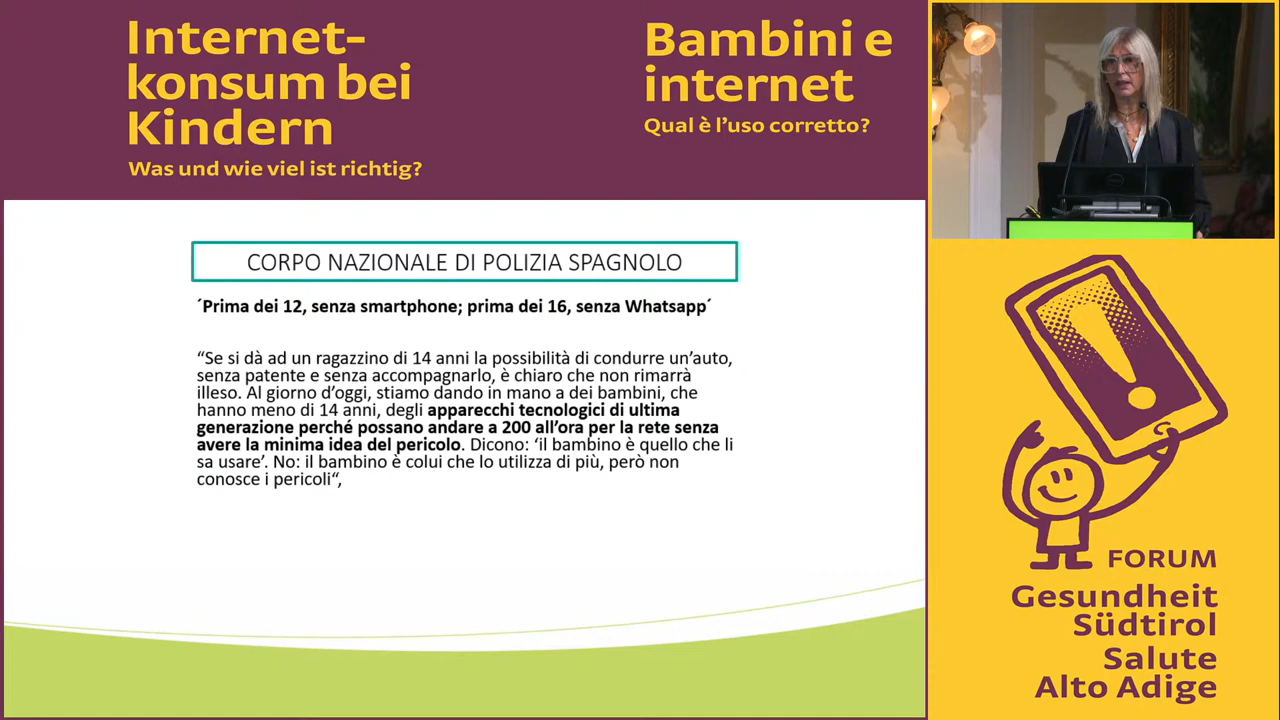 Internet-
konsum bei
Kindern
Was und wie viel ist richtig?
Bambini e
internet
Qual è l’uso corretto?
CORPO NAZIONALE DI POLIZIA SPAGNOLO
´Prima dei 12, senza smartphone; prima dei 16, senza Whatsapp´
“Se si dà ad un ragazzino di 14 anni la possibilità di condurre un’auto,
senza patente e senza accompagnarlo, è chiaro che non rimarrà
illeso. Al giorno d’oggi, stiamo dando in mano a dei bambini, che
hanno meno di 14 anni, degli apparecchi tecnologici di ultima
generazione perché possano andare a 200 all’ora per la rete senza
avere la minima idea del pericolo. Dicono: ‘il bambino è quello che li
sa usare’. No: il bambino è colui che lo utilizza di più, però non
conosce i pericoli“,
FORUM
Gesundheit
Südtirol
Salute
Alto Adige